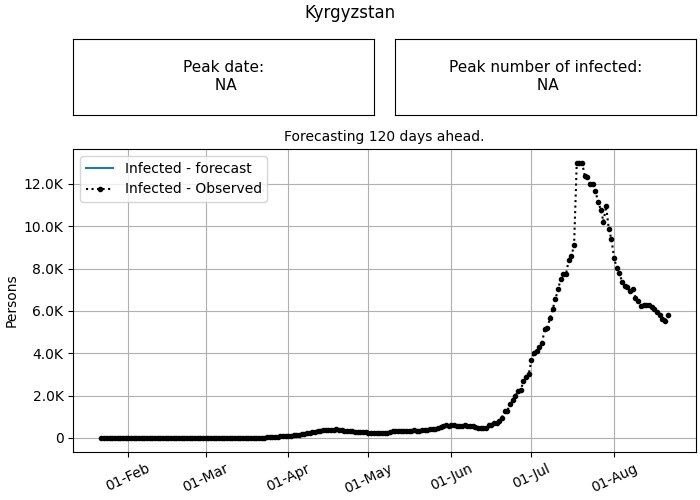 Kyrgyzstan
Peak date:
NA
Peak number of infected:
NA
Forecasting 120 days ahead.
Infected - forecast
Infected - Observed
Persons
12.0K
10.0K
8.0K
6.0K
4.0K
2.0K
0
01-Feb
01-Mar
01-Apr
01-May
01-Jun
01-Jul
01-Aug